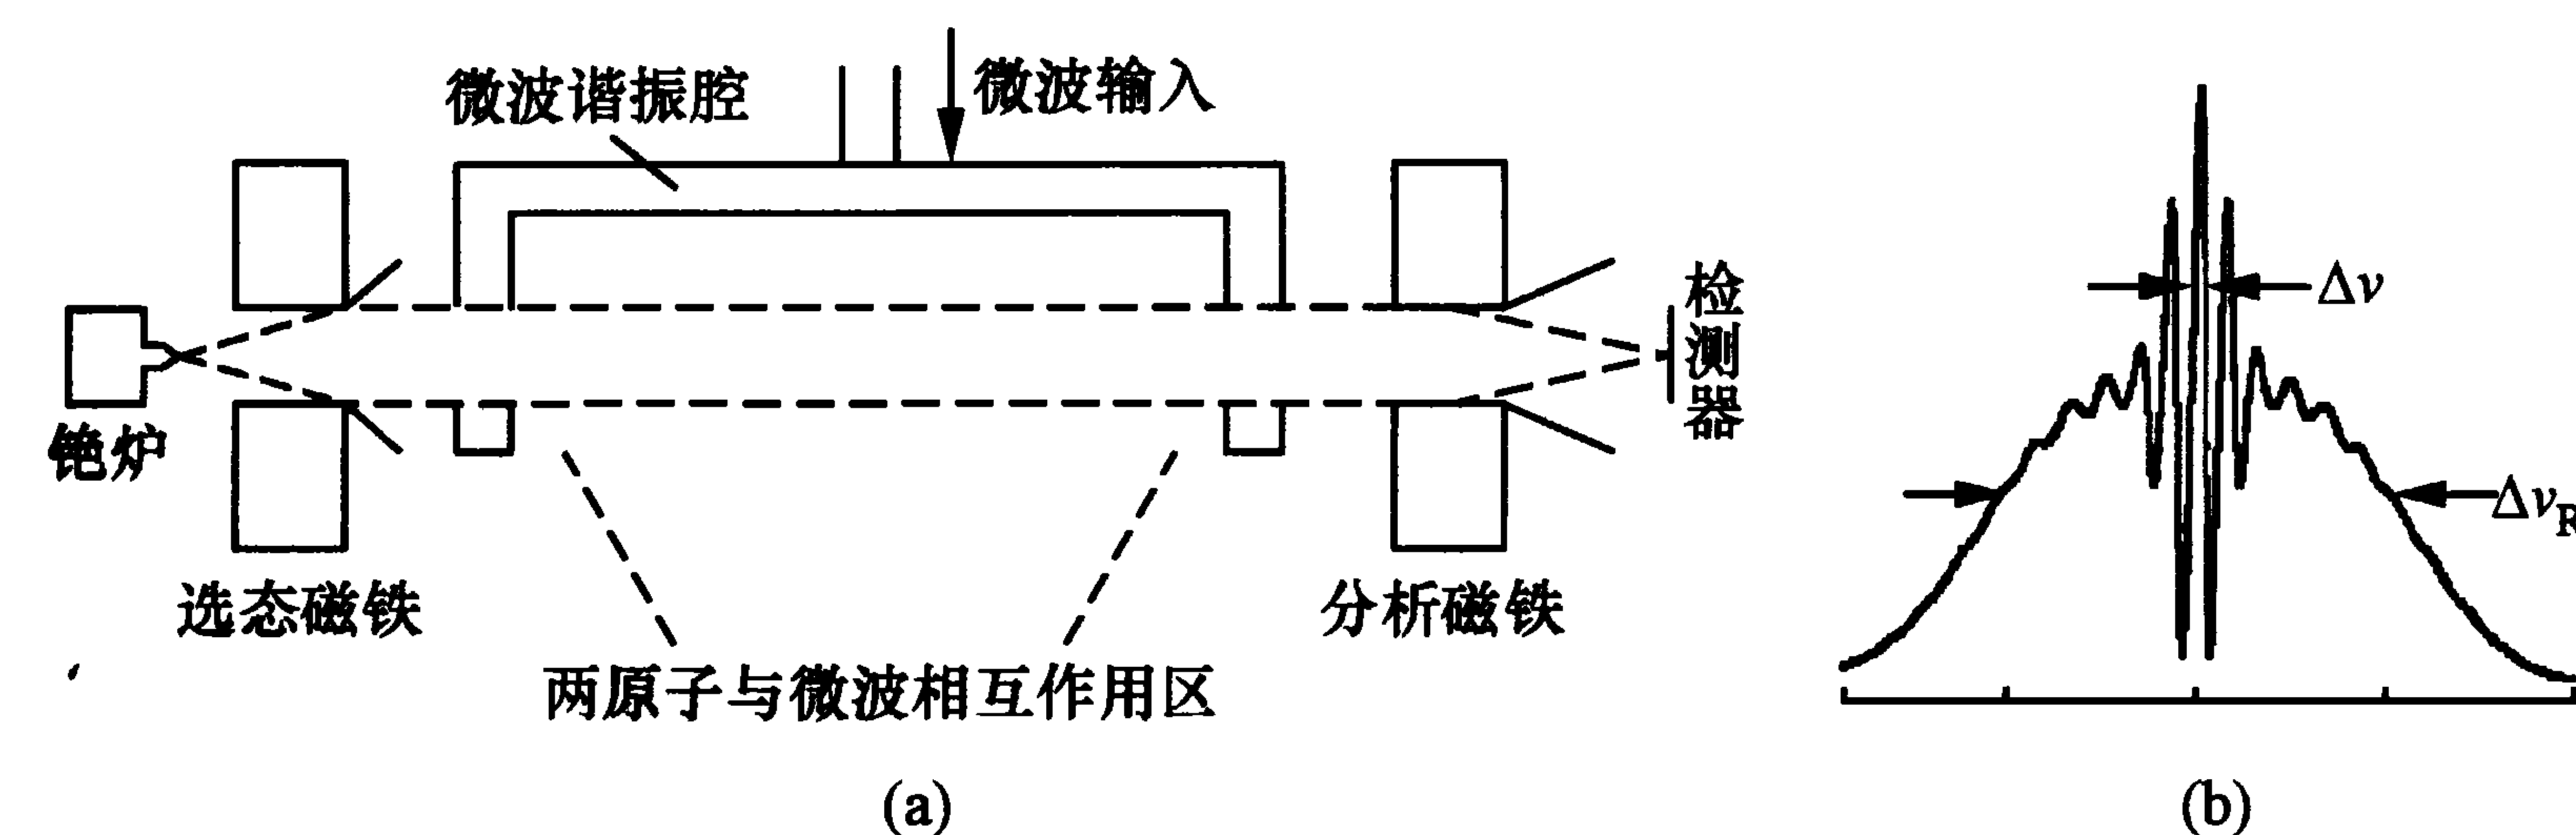 微波谐振腔
微波输入
铯炉
选态磁铁
两原子与微波相互作用区
分析磁铁
检测器
(a)
Δν
Δν_R
(b)